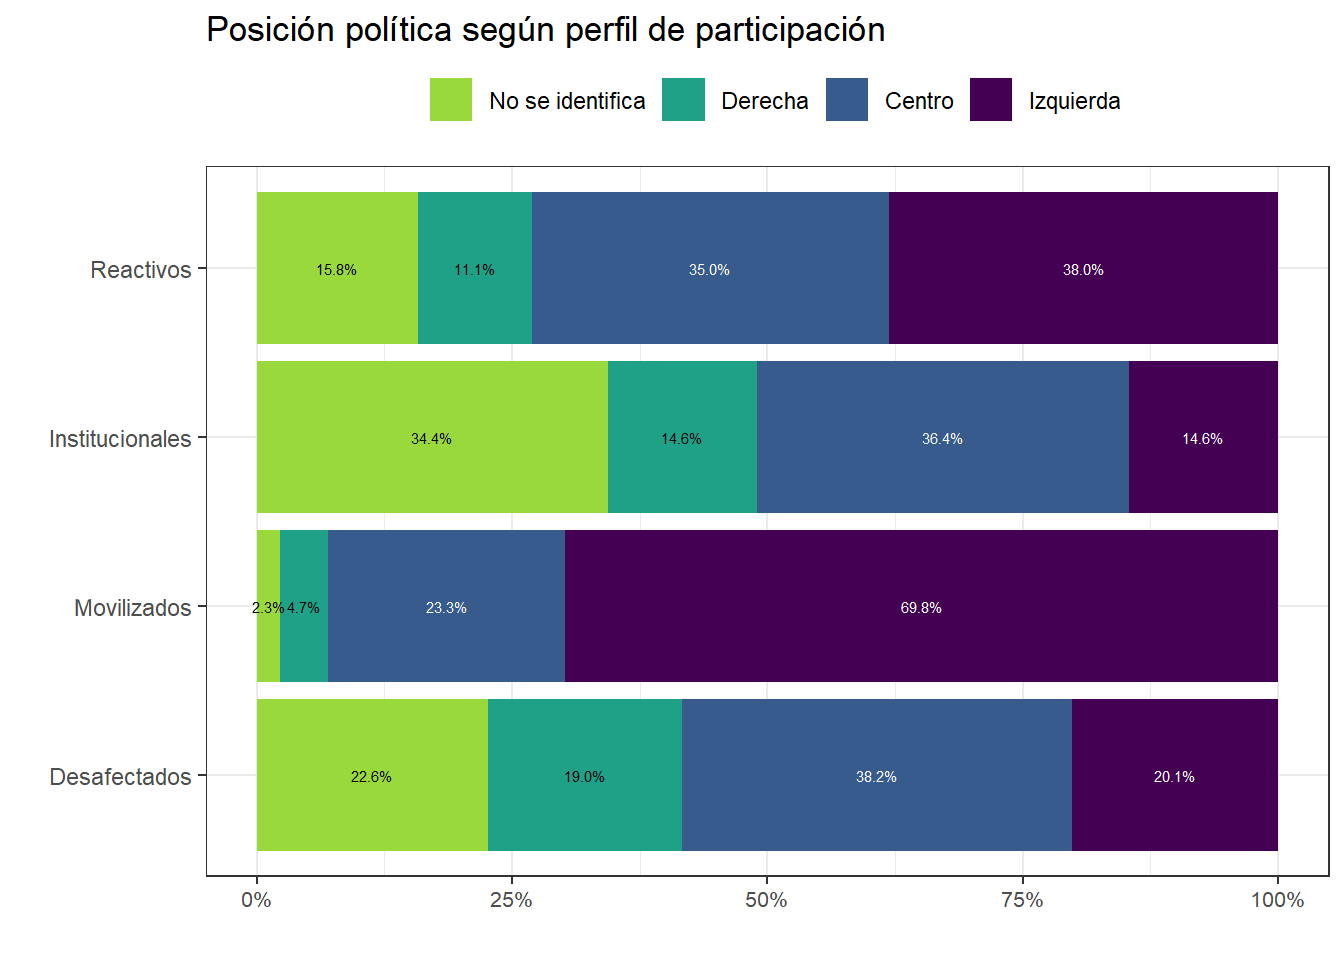 Posición política según perfil de participación
No se identifica Derecha Centro Izquierda
Reactivos 15.8% 11.1% 35.0% 38.0%
Institucionales 34.4% 14.6% 36.4% 14.6%
Movilizados 2.3% 4.7% 23.3% 69.8%
Desafectados 22.6% 19.0% 38.2% 20.1%
0% 25% 50% 75% 100%